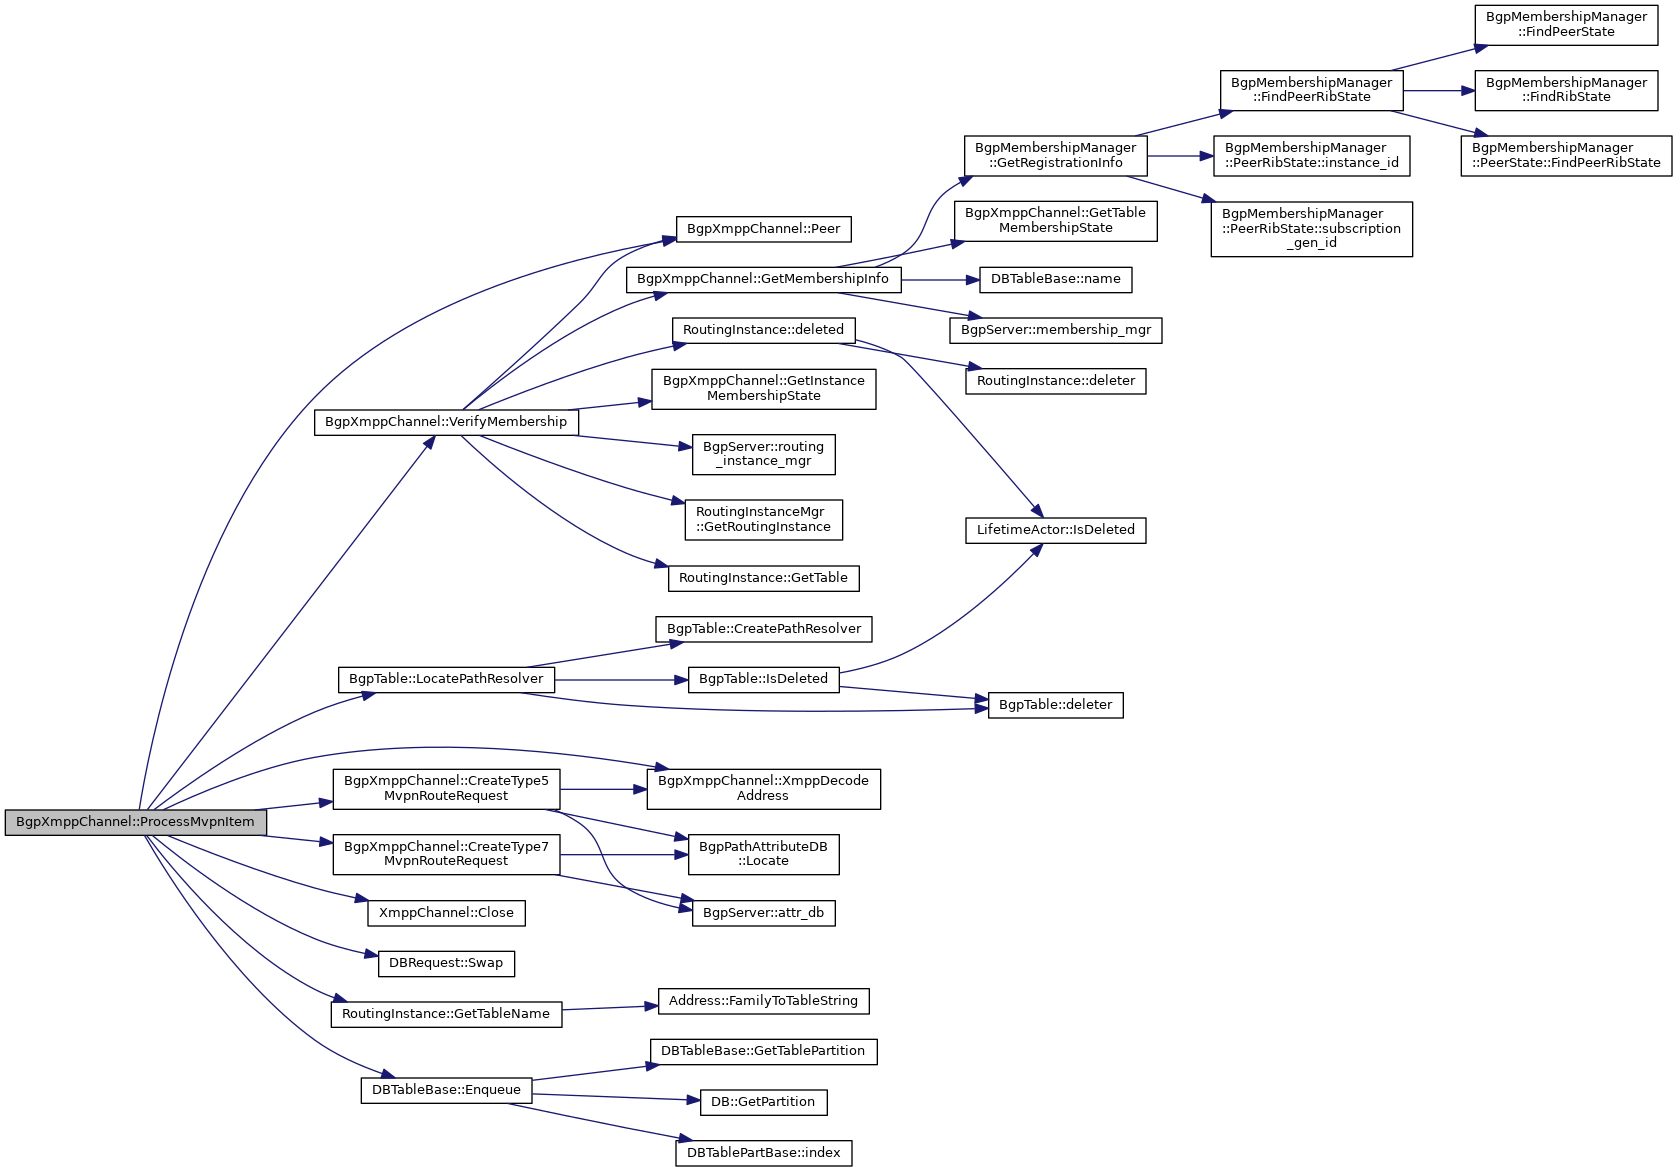 BgpMembershipManager
::FindPeerState
BgpMembershipManager
::FindPeerRibState
BgpMembershipManager
::FindRibState
BgpMembershipManager
::GetRegistrationInfo
BgpMembershipManager
::PeerRibState::instance_id
BgpMembershipManager
::PeerState::FindPeerRibState
BgpXmppChannel::Peer
BgpXmppChannel::GetTable
MembershipState
BgpMembershipManager
::PeerRibState::subscription
_gen_id
BgpXmppChannel::GetMembershipInfo
DBTableBase::name
RoutingInstance::deleted
BgpServer::membership_mgr
BgpXmppChannel::GetInstance
MembershipState
RoutingInstance::deleter
BgpXmppChannel::VerifyMembership
BgpServer::routing
_instance_mgr
RoutingInstanceMgr
::GetRoutingInstance
LifetimeActor::IsDeleted
RoutingInstance::GetTable
BgpTable::CreatePathResolver
BgpTable::LocatePathResolver
BgpTable::IsDeleted
BgpTable::deleter
BgpXmppChannel::CreateType5
MvpnRouteRequest
BgpXmppChannel::XmppDecode
Address
BgpXmppChannel::ProcessMvpnItem
BgpXmppChannel::CreateType7
MvpnRouteRequest
BgpPathAttributeDB
::Locate
XmppChannel::Close
BgpServer::attr_db
DBRequest::Swap
RoutingInstance::GetTableName
Address::FamilyToTableString
DBTableBase::GetTablePartition
DBTableBase::Enqueue
DB::GetPartition
DBTablePartBase::index